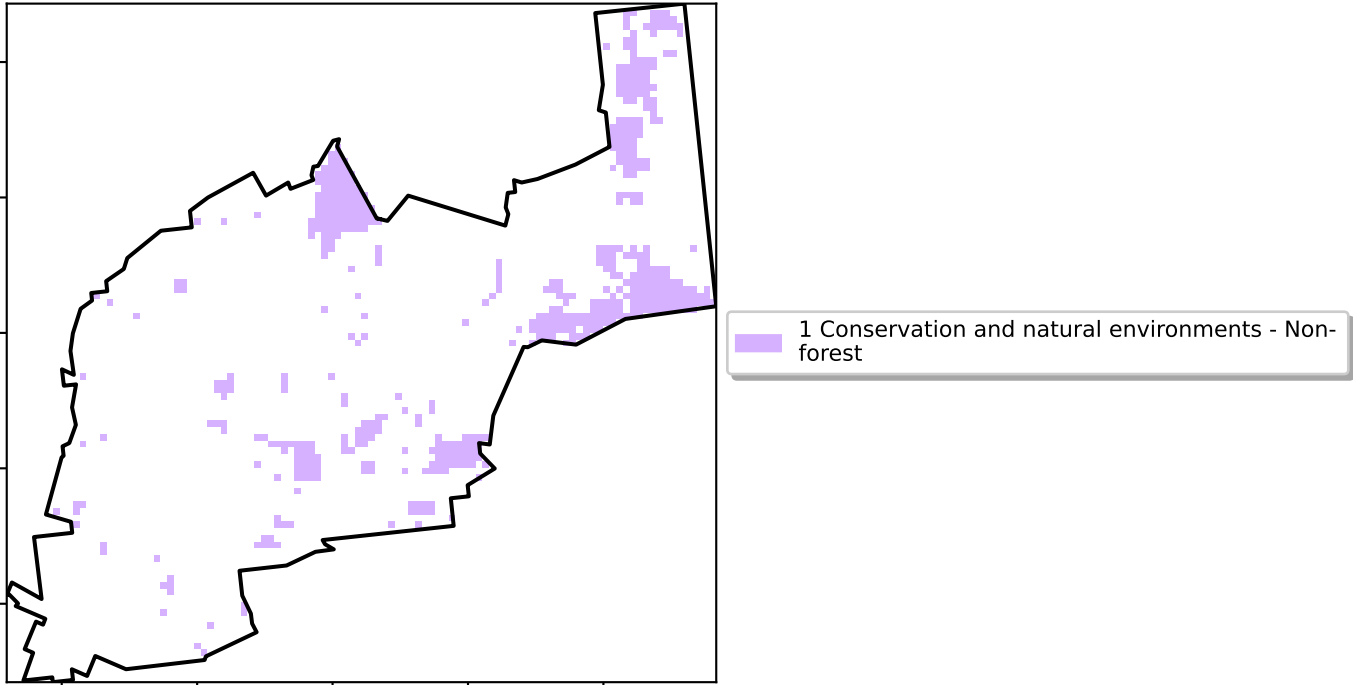 1 Conservation and natural environments - Non-
forest